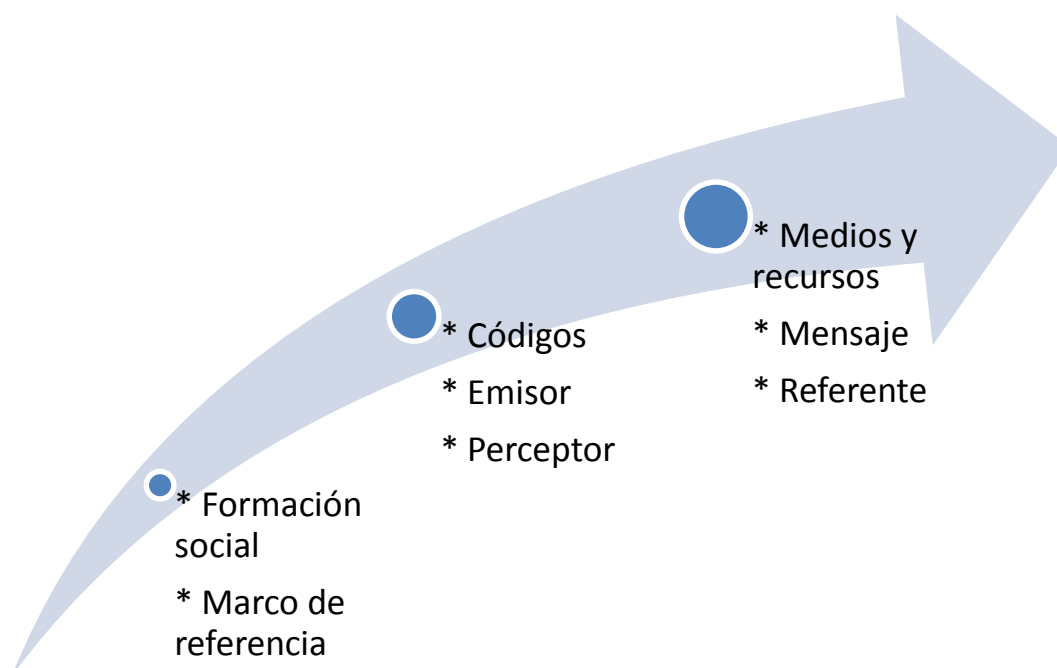 * Formación
social
* Marco de
referencia
* Códigos
* Emisor
* Perceptor
* Medios y
recursos
* Mensaje
* Referente